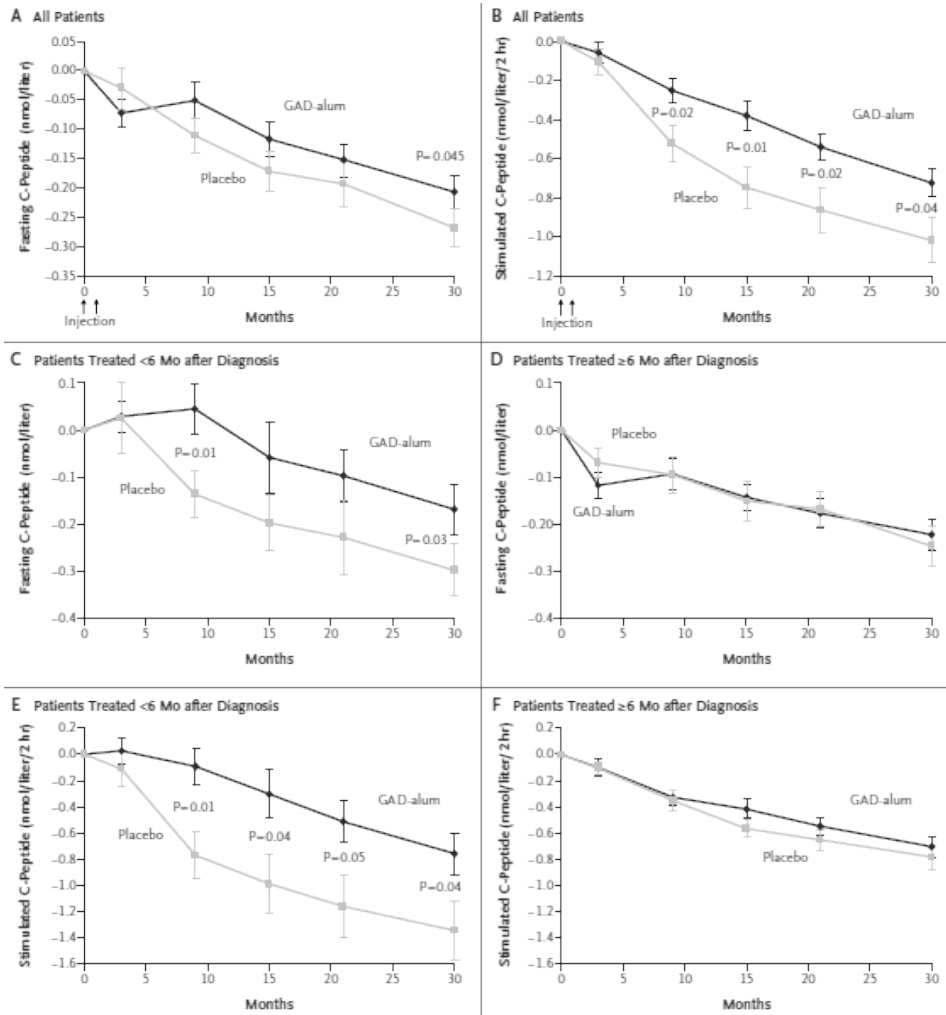 A All Patients
Fasting C-Peptide (nmol/liter)
0.05
0.00
−0.05
−0.10
−0.15
−0.20
−0.25
−0.30
−0.35
GAD-alum
P=0.045
Placebo
0 5 10 15 20 25 30
Injection
Months
B All Patients
Stimulated C-Peptide (nmol/liter/2 hr)
0.0
−0.2
−0.4
−0.6
−0.8
−1.0
−1.2
P=0.02
GAD-alum
P=0.01
P=0.02
Placebo
P=0.04
0 5 10 15 20 25 30
Injection
Months
C Patients Treated <6 Mo after Diagnosis
Fasting C-Peptide (nmol/liter)
0.1
0.0
−0.1
−0.2
−0.3
−0.4
GAD-alum
P=0.01
Placebo
P=0.03
0 5 10 15 20 25 30
Months
D Patients Treated ≥6 Mo after Diagnosis
Fasting C-Peptide (nmol/liter)
0.1
0.0
−0.1
−0.20
−0.3
−0.4
Placebo
GAD-alum
0 5 10 15 20 25 30
Months
E Patients Treated <6 Mo after Diagnosis
Stimulated C-Peptide (nmol/liter/2 hr)
0.2
0.0
−0.2
−0.4
−0.6
−0.8
−1.0
−1.2
−1.4
−1.6
GAD-alum
P=0.01
Placebo
P=0.04
P=0.05
P=0.04
0 5 10 15 20 25 30
Months
F Patients Treated ≥6 Mo after Diagnosis
Stimulated C-Peptide (nmol/liter/2 hr)
0.2
0.0
−0.2
−0.4
−0.6
−0.8
−1.0
−1.2
−1.4
−1.6
GAD-alum
Placebo
0 5 10 15 20 25 30
Months